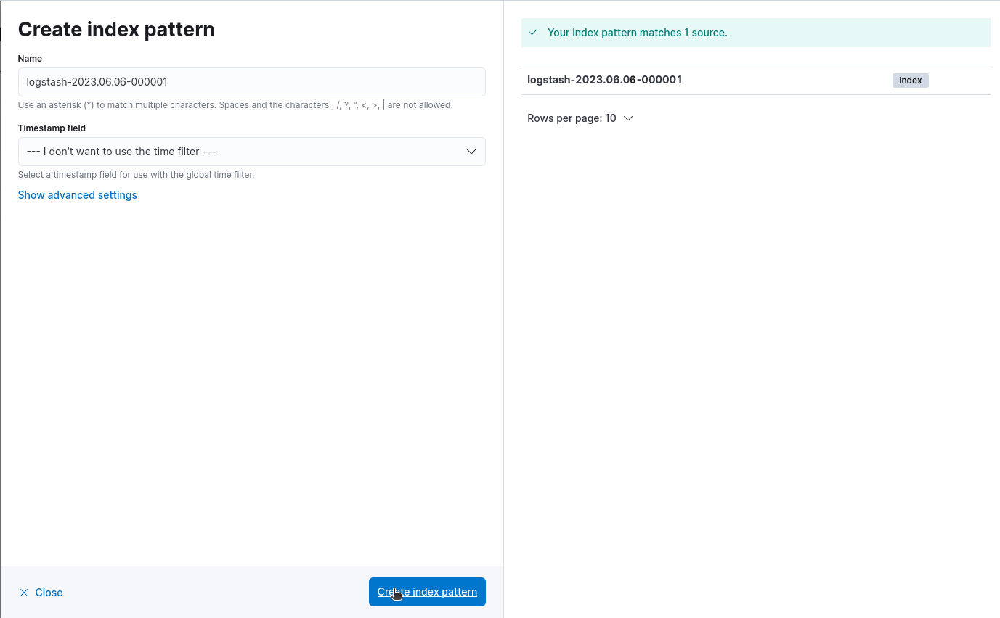 Create index pattern
Name
logstash-2023.06.06-000001
Use an asterisk (*) to match multiple characters. Spaces and the characters , /, ?, ", <, >, | are not allowed.
Timestamp field
--- I don't want to use the time filter ---
Select a timestamp field for use with the global time filter.
Show advanced settings
Close
Create index pattern
Your index pattern matches 1 source.
logstash-2023.06.06-000001 Index
Rows per page: 10